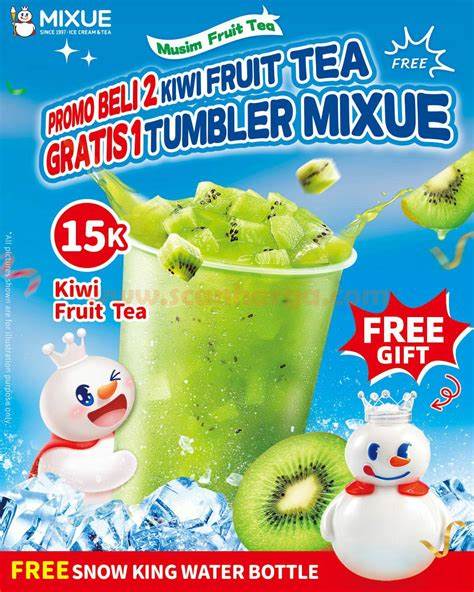 MIXUE
SINCE 1997 · ICE CREAM & TEA
Musim Fruit Tea
FREE
PROMO BELI 2 KIWI FRUIT TEA
GRATIS 1 TUMBLER MIXUE
15K
Kiwi
Fruit Tea
*All pictures shown are for illustration purpose only.
FREE
GIFT
FREE SNOW KING WATER BOTTLE